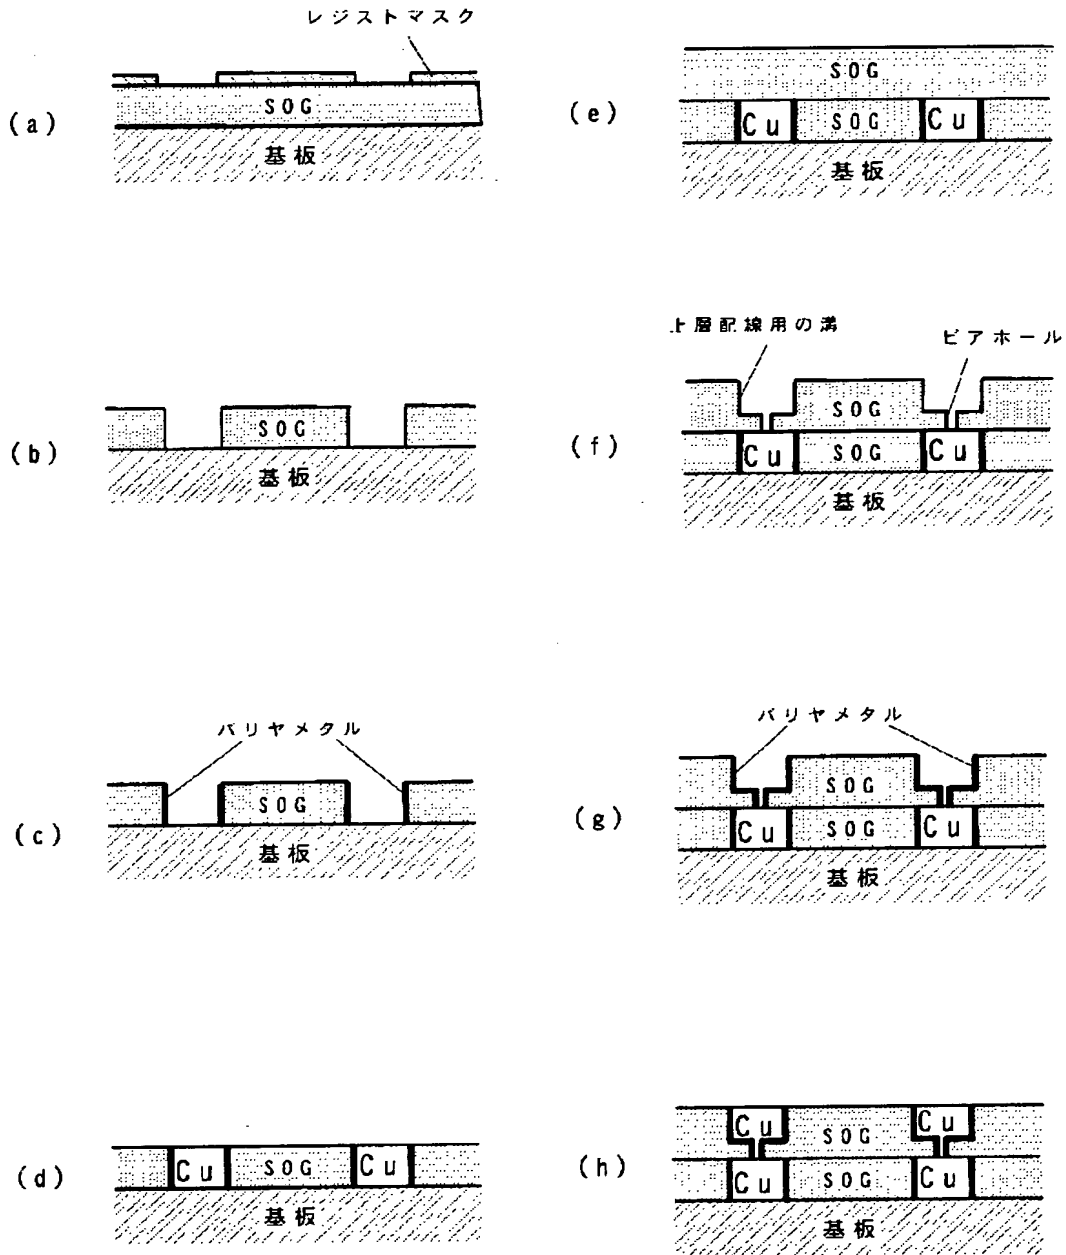 レジストマスク
SOG
(a)
基板
SOG
(b)
基板
バリヤメタル
SOG
(c)
基板
Cu SOG Cu
(d)
基板
SOG
(e)
Cu SOG Cu
基板
上層配線用の溝
ビアホール
SOG
(f)
Cu SOG Cu
基板
バリヤメタル
SOG
(g)
Cu SOG Cu
基板
Cu SOG Cu
(h)
Cu SOG Cu
基板